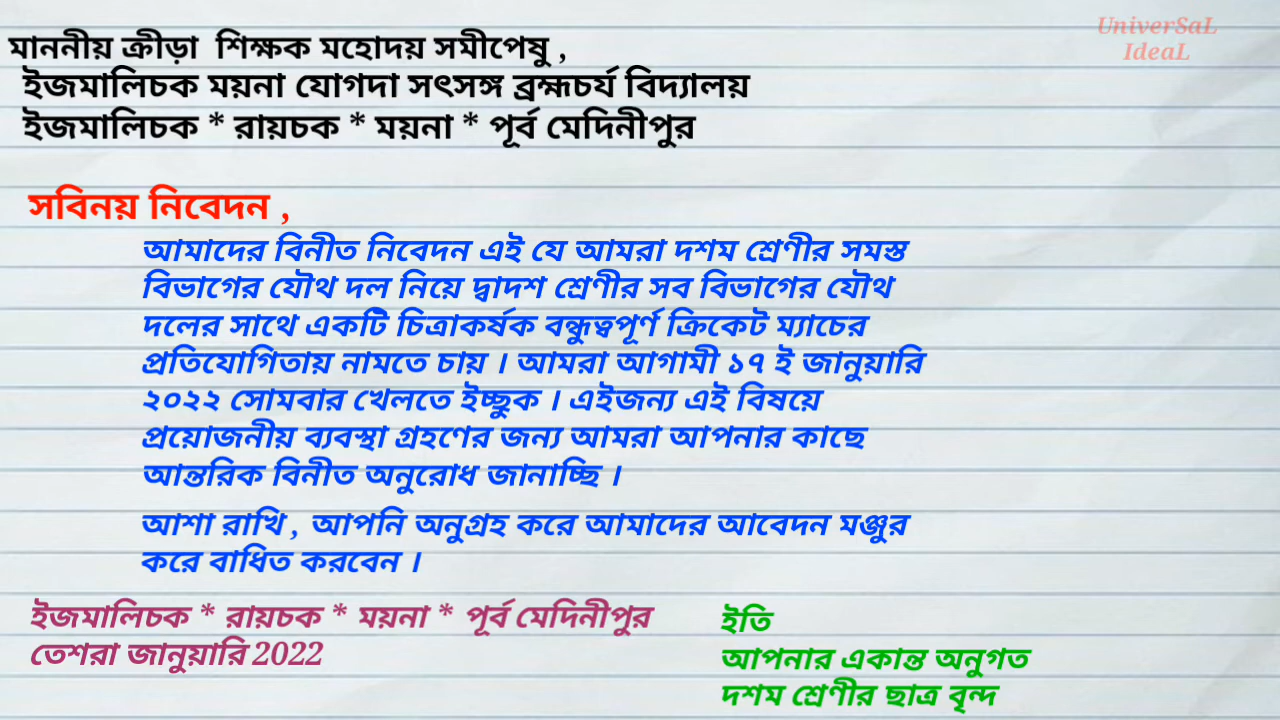 UniverSaL
IdeaL
মাননীয় ক্রীড়া শিক্ষক মহোদয় সমীপেষু ,
ইজমালিচক ময়না যোগদা সৎসঙ্গ ব্রহ্মচর্য বিদ্যালয়
ইজমালিচক * রায়চক * ময়না * পূর্ব মেদিনীপুর
সবিনয় নিবেদন ,
আমাদের বিনীত নিবেদন এই যে আমরা দশম শ্রেণীর সমস্ত
বিভাগের যৌথ দল নিয়ে দ্বাদশ শ্রেণীর সব বিভাগের যৌথ
দলের সাথে একটি চিত্রাকর্ষক বন্ধুত্বপূর্ণ ক্রিকেট ম্যাচের
প্রতিযোগিতায় নামতে চায় । আমরা আগামী ১৭ ই জানুয়ারি
২০২২ সোমবার খেলতে ইচ্ছুক । এইজন্য এই বিষয়ে
প্রয়োজনীয় ব্যবস্থা গ্রহণের জন্য আমরা আপনার কাছে
আন্তরিক বিনীত অনুরোধ জানাচ্ছি ।
আশা রাখি , আপনি অনুগ্রহ করে আমাদের আবেদন মঞ্জুর
করে বাধিত করবেন ।
ইজমালিচক * রায়চক * ময়না * পূর্ব মেদিনীপুর
তেশরা জানুয়ারি 2022
ইতি
আপনার একান্ত অনুগত
দশম শ্রেণীর ছাত্র বৃন্দ